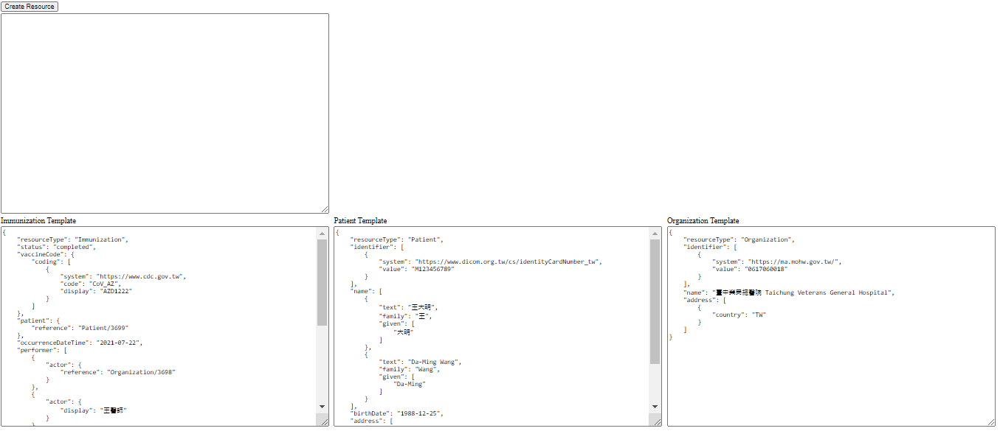 Create Resource
Immunization Template
{
    "resourceType": "Immunization",
    "status": "completed",
    "vaccineCode": {
        "coding": [
            {
                "system": "https://www.cdc.gov.tw",
                "code": "CoV_AZ",
                "display": "AZD1222"
            }
        ]
    },
    "patient": {
        "reference": "Patient/3699"
    },
    "occurrenceDateTime": "2021-07-22",
    "performer": [
        {
            "actor": {
                "reference": "Organization/3698"
            }
        },
        {
            "actor": {
                "display": "王醫師"
            }
        }
Patient Template
{
    "resourceType": "Patient",
    "identifier": [
        {
            "system": "https://www.dicom.org.tw/cs/identityCardNumber_tw",
            "value": "M123456789"
        }
    ],
    "name": [
        {
            "text": "王大明",
            "family": "王",
            "given": [
                "大明"
            ]
        },
        {
            "text": "Da-Ming Wang",
            "family": "Wang",
            "given": [
                "Da-Ming"
            ]
        }
    ],
    "birthDate": "1988-12-25",
    "address": [
Organization Template
{
    "resourceType": "Organization",
    "identifier": [
        {
            "system": "https://ma.mohw.gov.tw/",
            "value": "0617060018"
        }
    ],
    "name": "臺中榮民總醫院 Taichung Veterans General Hospital",
    "address": [
        {
            "country": "TW"
        }
    ]
}